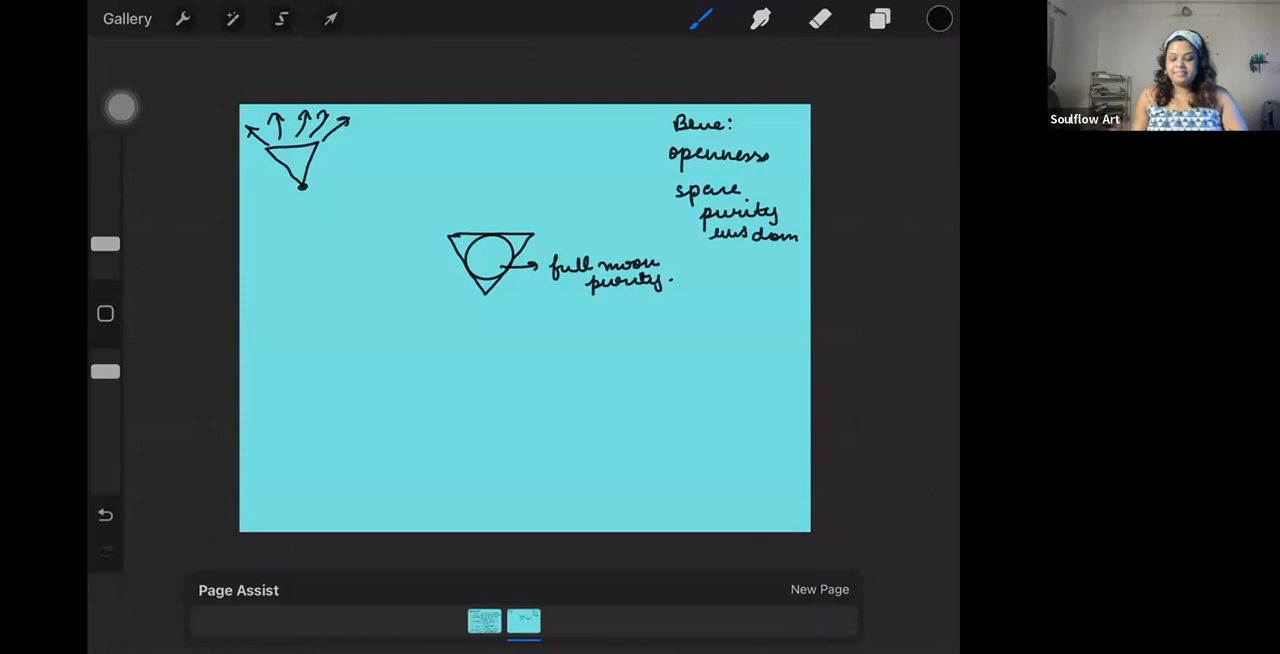 Gallery
Soulflow Art
Blue:
openness
space
purity
wisdom
full moon
purity.
Page Assist
New Page